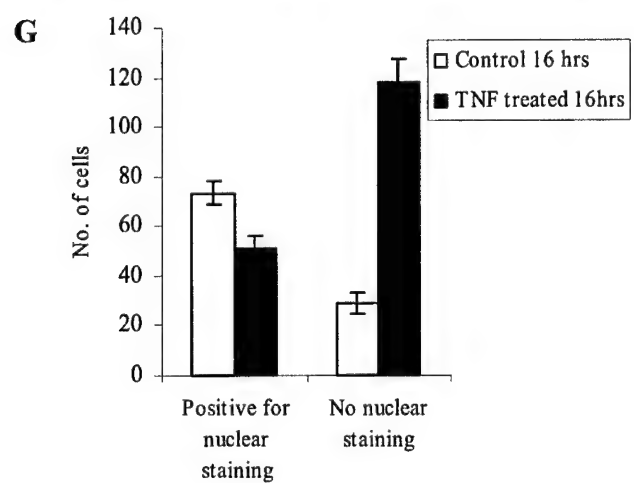 G
140
120
100
80
60
40
20
0
No. of cells
Control 16 hrs
TNF treated 16hrs
Positive for
nuclear
staining
No nuclear
staining